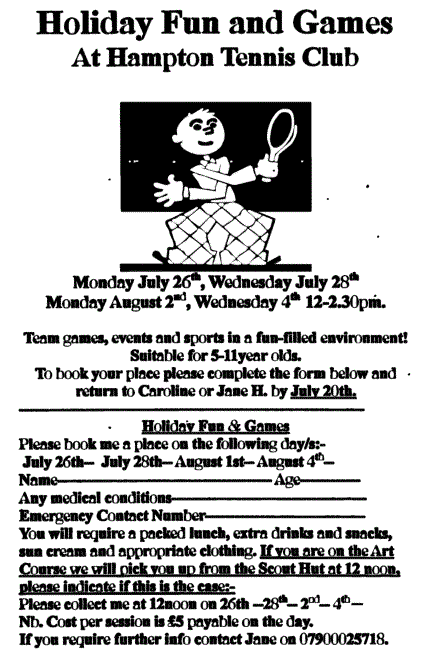 Holiday Fun and Games
At Hampton Tennis Club
Monday July 26th, Wednesday July 28th
Monday August 2nd, Wednesday 4th 12-2.30pm.
Team games, events and sports in a fun-filled environment!
Suitable for 5-11year olds.
To book your place please complete the form below and
return to Caroline or Jane H. by July 20th.
Holiday Fun & Games
Please book me a place on the following day/s:-
July 26th– July 28th– August 1st– August 4th–
Name Age
Any medical conditions
Emergency Contact Number
You will require a packed lunch, extra drinks and snacks,
sun cream and appropriate clothing. If you are on the Art
Course we will pick you up from the Scout Hut at 12 noon,
please indicate if this is the case:-
Please collect me at 12noon on 26th –28th– 2nd– 4th–
Nb. Cost per session is £5 payable on the day.
If you require further info contact Jane on 07900025718.